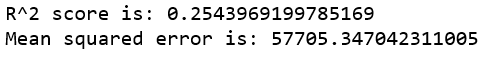 R^2 score is: 0.2543969199785169
Mean squared error is: 57705.347042311005